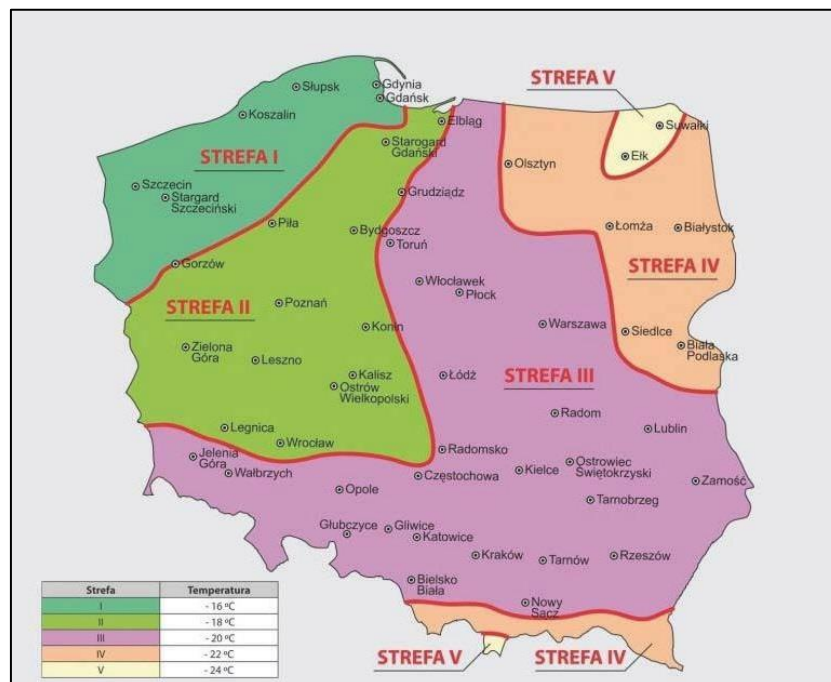 STREFA V
Słupsk
Gdynia
Gdańsk
Koszalin
Elbląg
Suwałki
Starogard
Gdański
STREFA I
Olsztyn
Ełk
Szczecin
Stargard
Szczeciński
Grudziądz
Piła
Bydgoszcz
Toruń
Łomża
Białystok
Gorzów
STREFA IV
Włocławek
Płock
STREFA II
Poznań
Konin
Warszawa
Siedlce
Biała
Podlaska
Zielona
Góra
Leszno
Kalisz
Ostrów
Wielkopolski
Łódź
STREFA III
Radom
Lublin
Legnica
Wrocław
Radomsko
Jelenia
Góra
Wałbrzych
Częstochowa
Kielce
Ostrowiec
Świętokrzyski
Zamość
Opole
Tarnobrzeg
Głubczyce
Gliwice
Katowice
Kraków
Tarnów
Rzeszów
Bielsko
Biała
Nowy
Sącz
STREFA V
STREFA IV
Strefa Temperatura
I - 16 ºC
II - 18 ºC
III - 20 ºC
IV - 22 ºC
V - 24 ºC